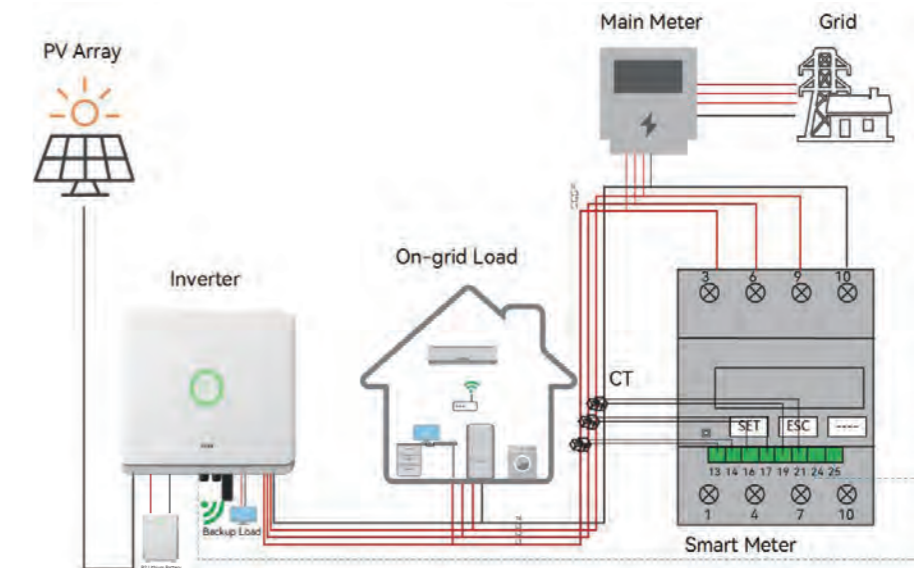 Main Meter
Grid
PV Array
On-grid Load
Inverter
3 6 9 10
CT
SET ESC ----
13 14 16 17 19 21 24 25
1 4 7 10
Backup Load
Smart Meter